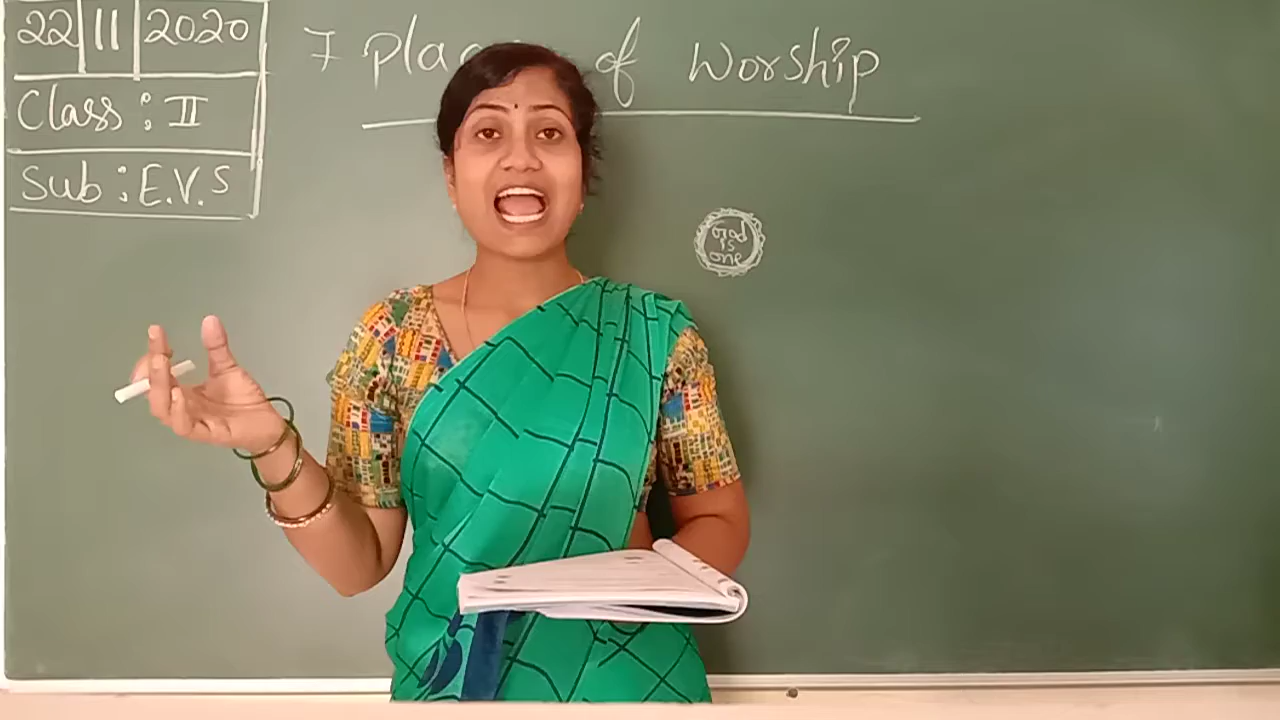 22 11 2020
Class : II
Sub : E.V.S
7 of Worship
God
is
one